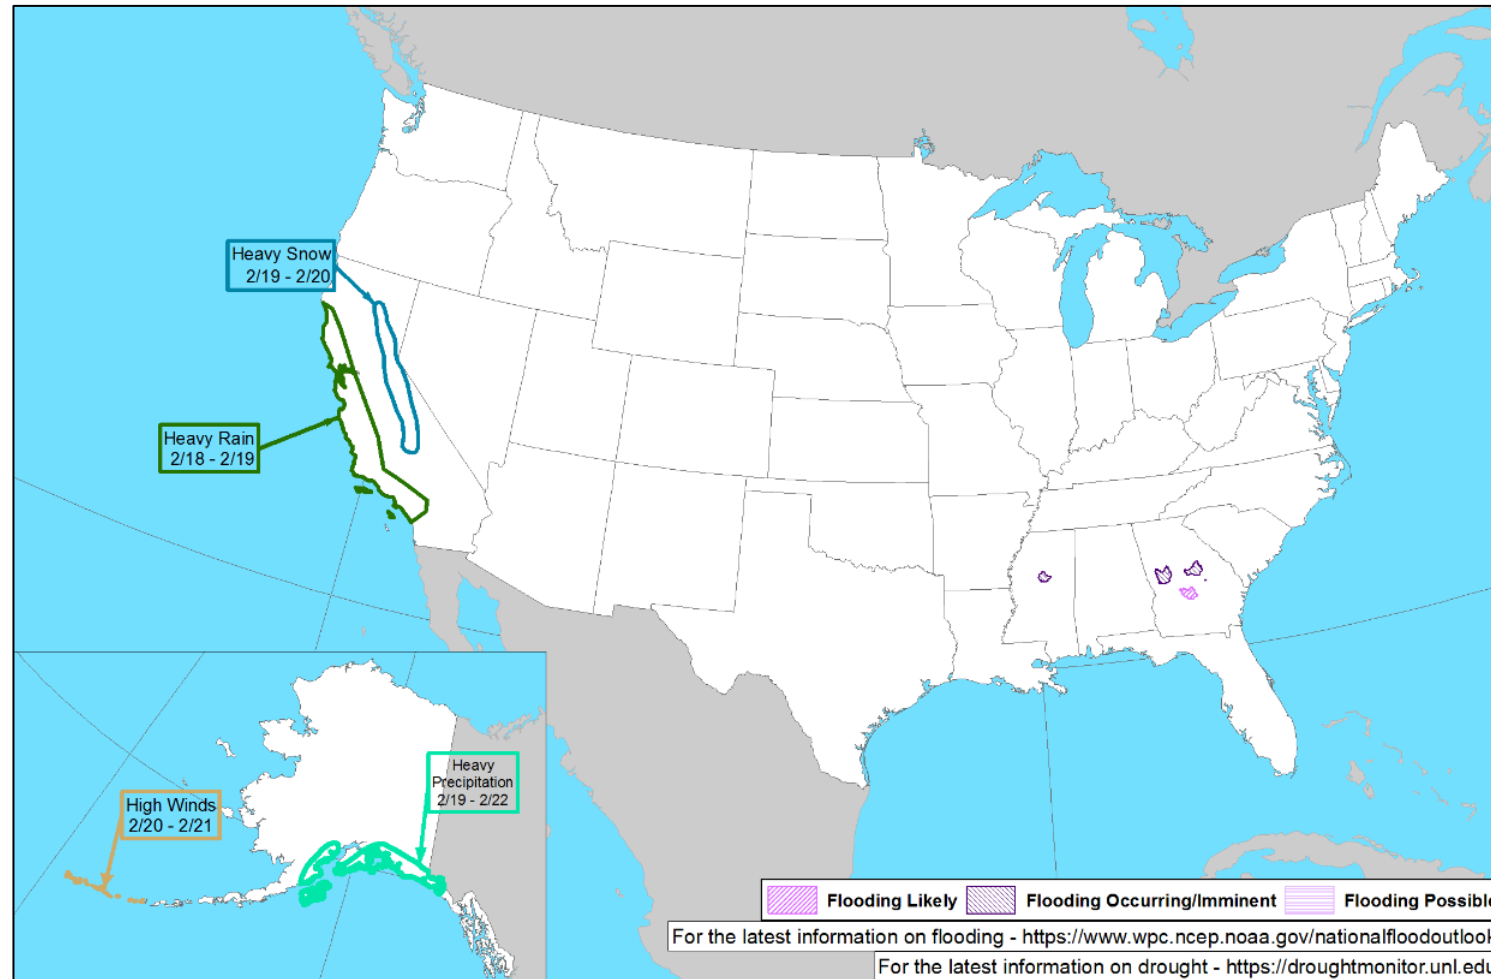 Heavy Snow
2/19 - 2/20
Heavy Rain
2/18 - 2/19
Heavy
Precipitation
2/19 - 2/22
High Winds
2/20 - 2/21
Flooding Likely
Flooding Occurring/Imminent
Flooding Possible
For the latest information on flooding - https://www.wpc.ncep.noaa.gov/nationalfloodoutlook
For the latest information on drought - https://droughtmonitor.unl.edu